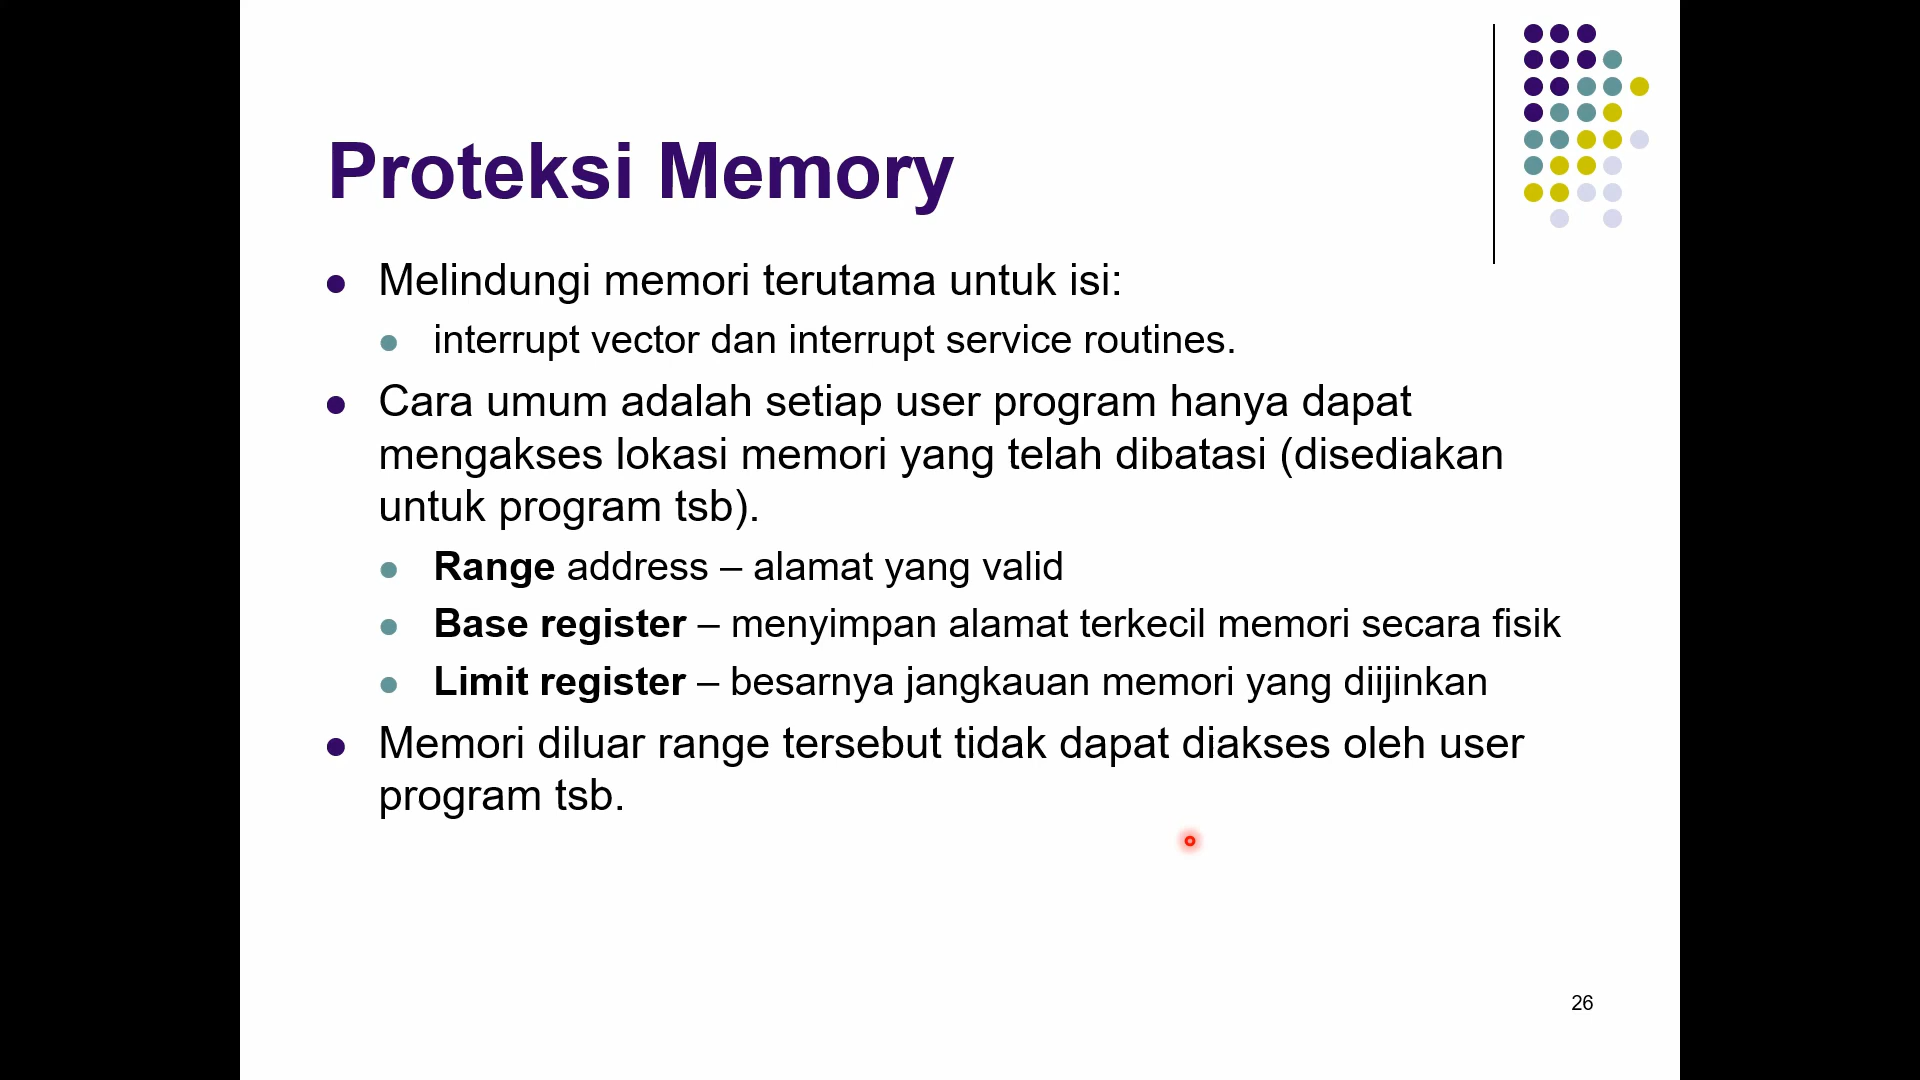 Proteksi Memory
Melindungi memori terutama untuk isi:
interrupt vector dan interrupt service routines.
Cara umum adalah setiap user program hanya dapat
mengakses lokasi memori yang telah dibatasi (disediakan
untuk program tsb).
Range address – alamat yang valid
Base register – menyimpan alamat terkecil memori secara fisik
Limit register – besarnya jangkauan memori yang diijinkan
Memori diluar range tersebut tidak dapat diakses oleh user
program tsb.
26